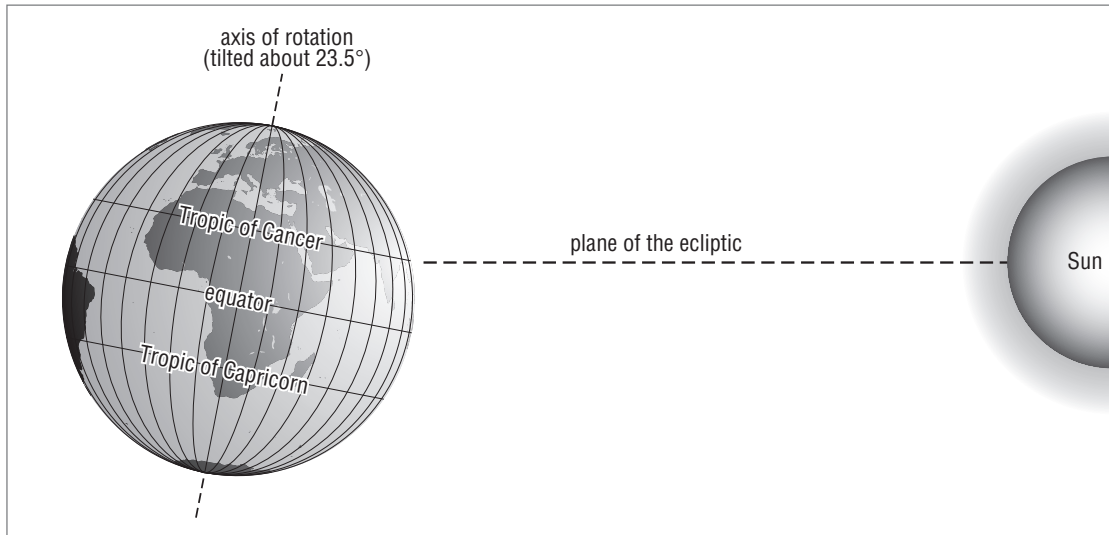 axis of rotation
(tilted about 23.5°)
Tropic of Cancer
plane of the ecliptic
Sun
equator
Tropic of Capricorn